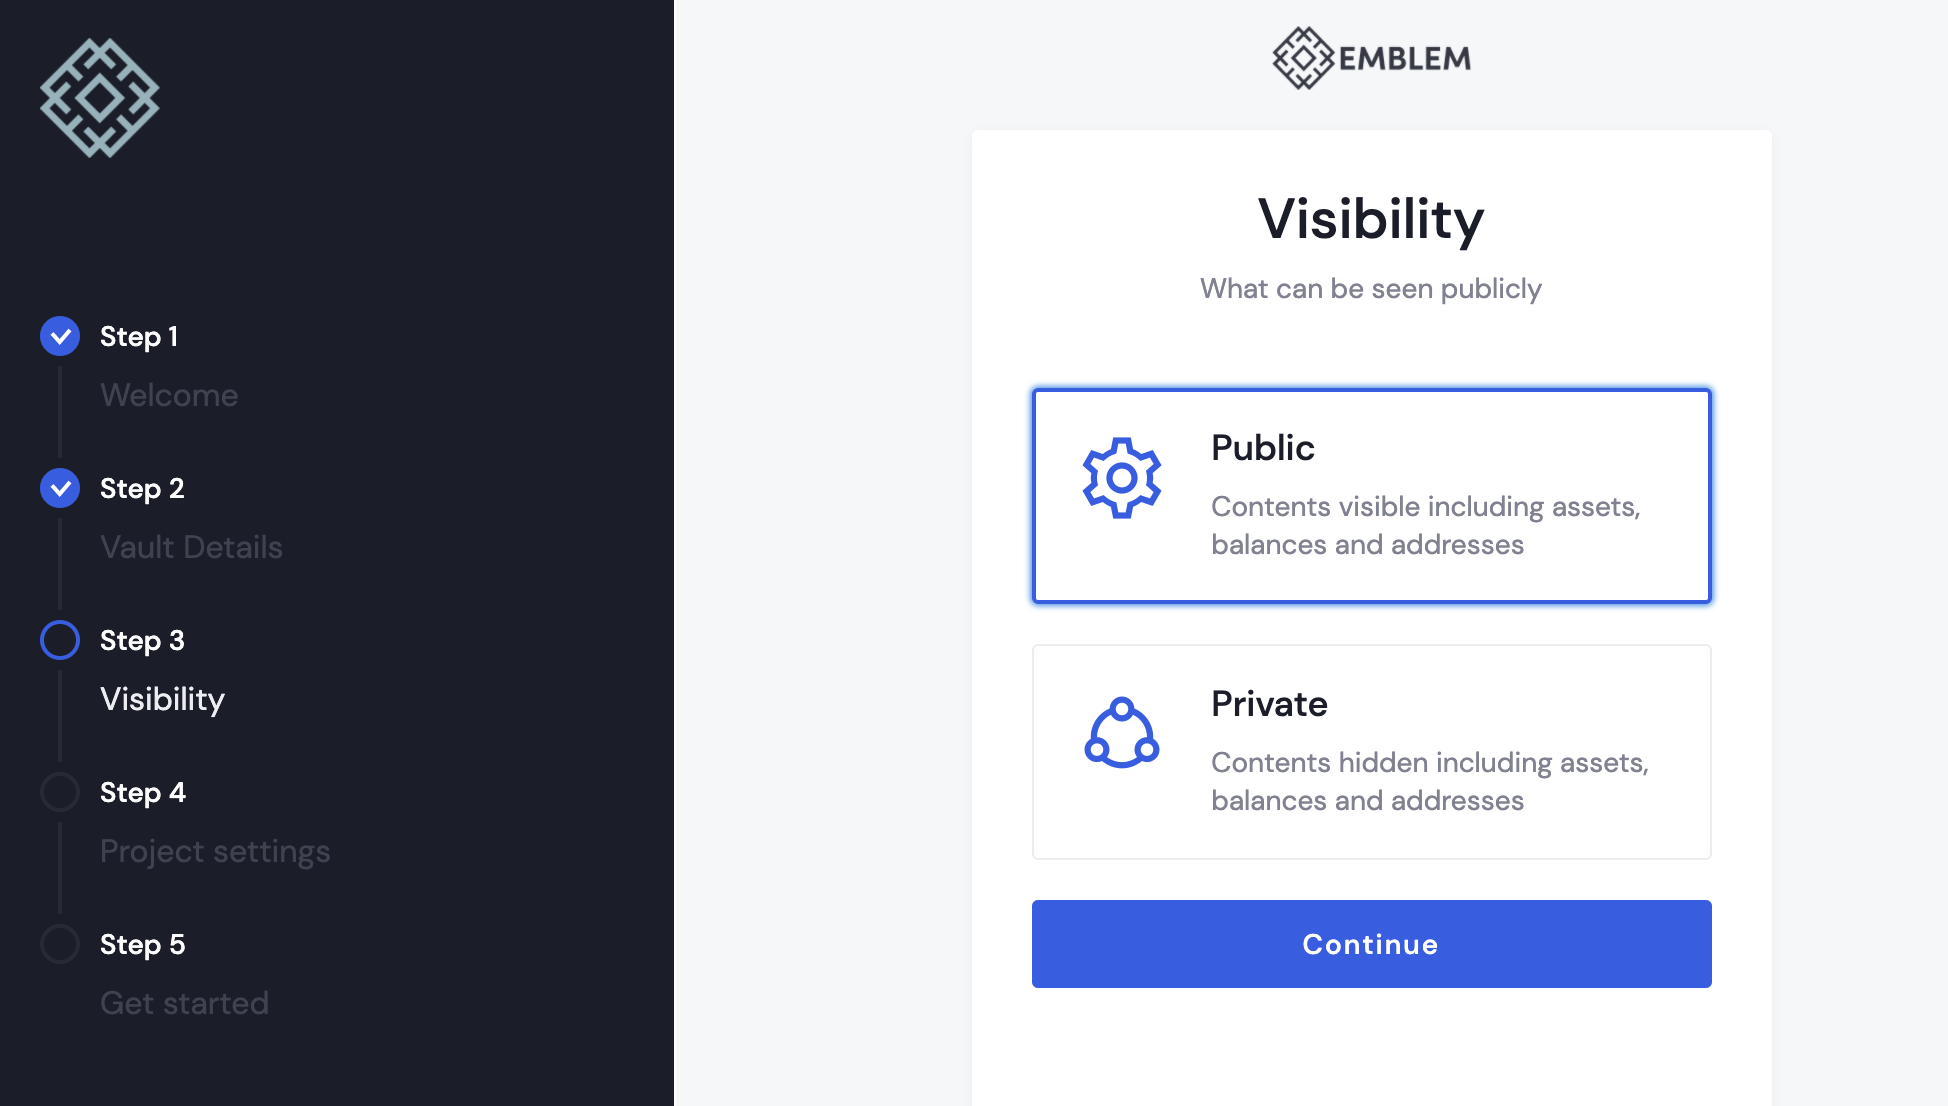 Step 1
Welcome
Step 2
Vault Details
Step 3
Visibility
Step 4
Project settings
Step 5
Get started
EMBLEM
Visibility
What can be seen publicly
Public
Contents visible including assets,
balances and addresses
Private
Contents hidden including assets,
balances and addresses
Continue